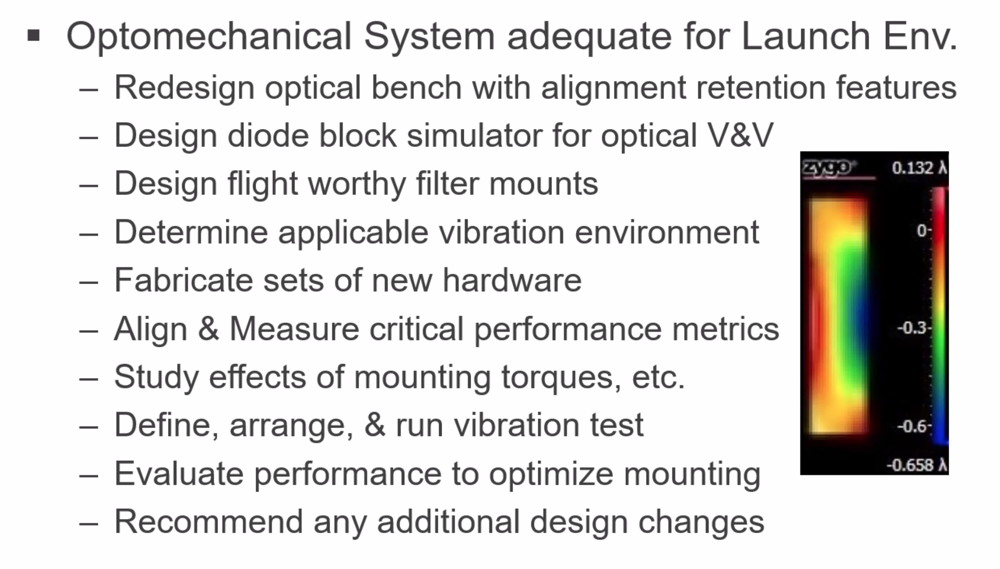 ▪ Optomechanical System adequate for Launch Env.
– Redesign optical bench with alignment retention features
– Design diode block simulator for optical V&V
– Design flight worthy filter mounts
– Determine applicable vibration environment
– Fabricate sets of new hardware
– Align & Measure critical performance metrics
– Study effects of mounting torques, etc.
– Define, arrange, & run vibration test
– Evaluate performance to optimize mounting
– Recommend any additional design changes
zygo
0.132 λ
0
-0.3
-0.6
-0.658 λ